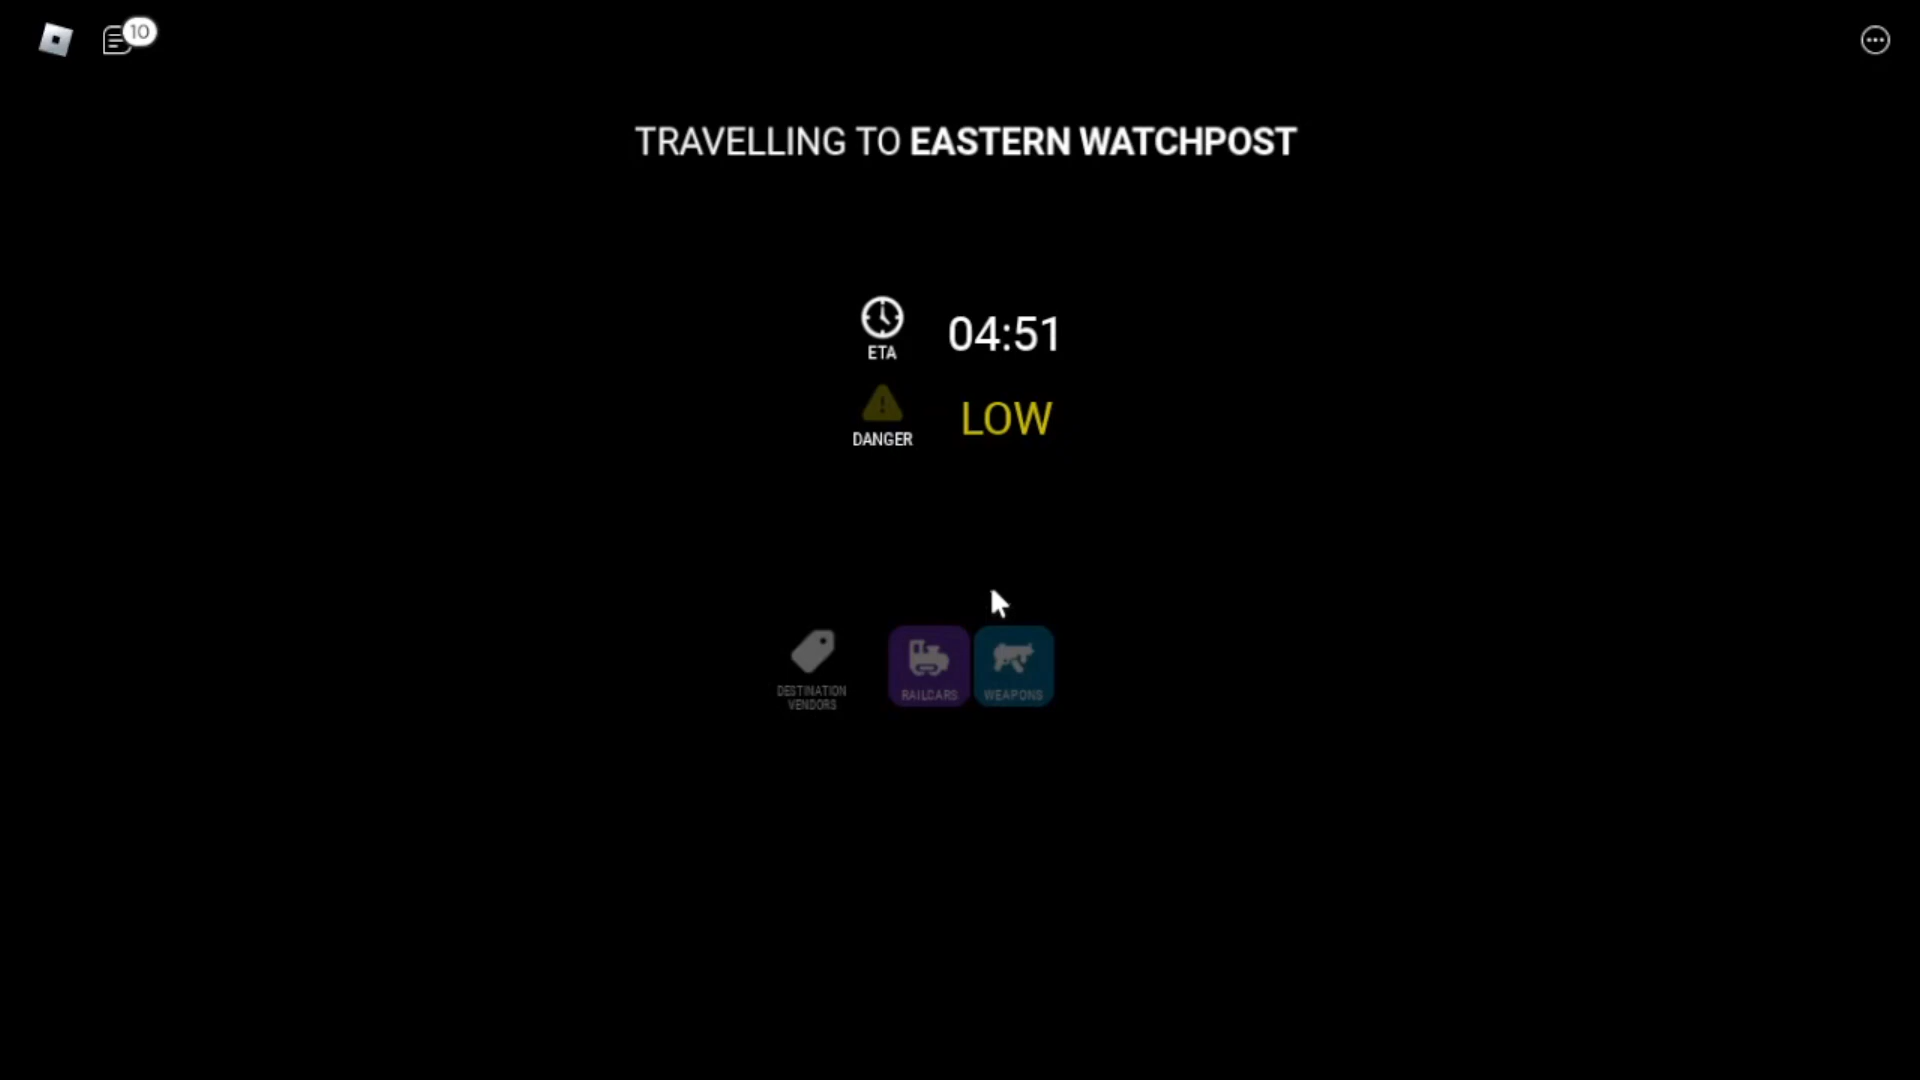 10
TRAVELLING TO EASTERN WATCHPOST
04:51
ETA
LOW
DANGER
DESTINATION
VENDORS
RAILCARS
WEAPONS